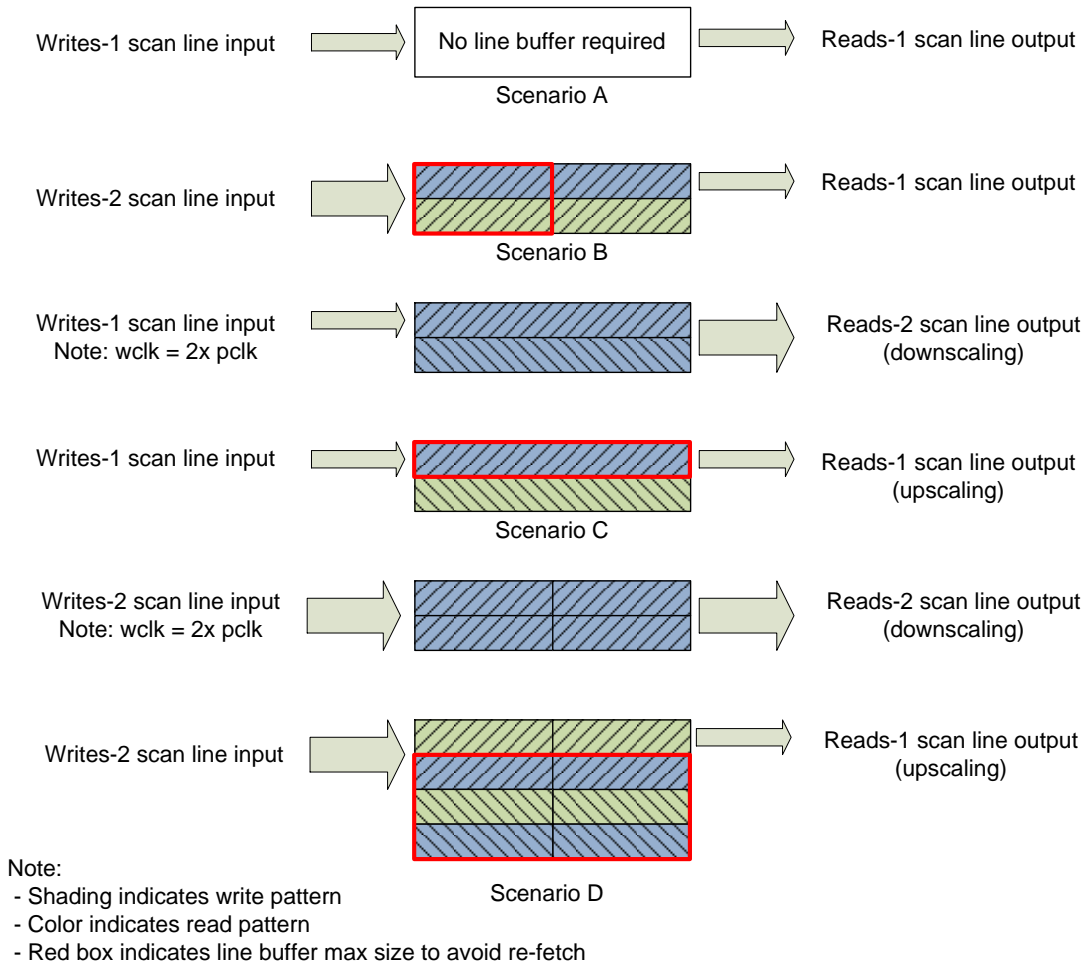 Writes-1 scan line input
No line buffer required
Reads-1 scan line output
Scenario A
Writes-2 scan line input
Reads-1 scan line output
Scenario B
Writes-1 scan line input
Note: wclk = 2x pclk
Reads-2 scan line output
(downscaling)
Writes-1 scan line input
Reads-1 scan line output
(upscaling)
Scenario C
Writes-2 scan line input
Note: wclk = 2x pclk
Reads-2 scan line output
(downscaling)
Writes-2 scan line input
Reads-1 scan line output
(upscaling)
Scenario D
Note:
- Shading indicates write pattern
- Color indicates read pattern
- Red box indicates line buffer max size to avoid re-fetch